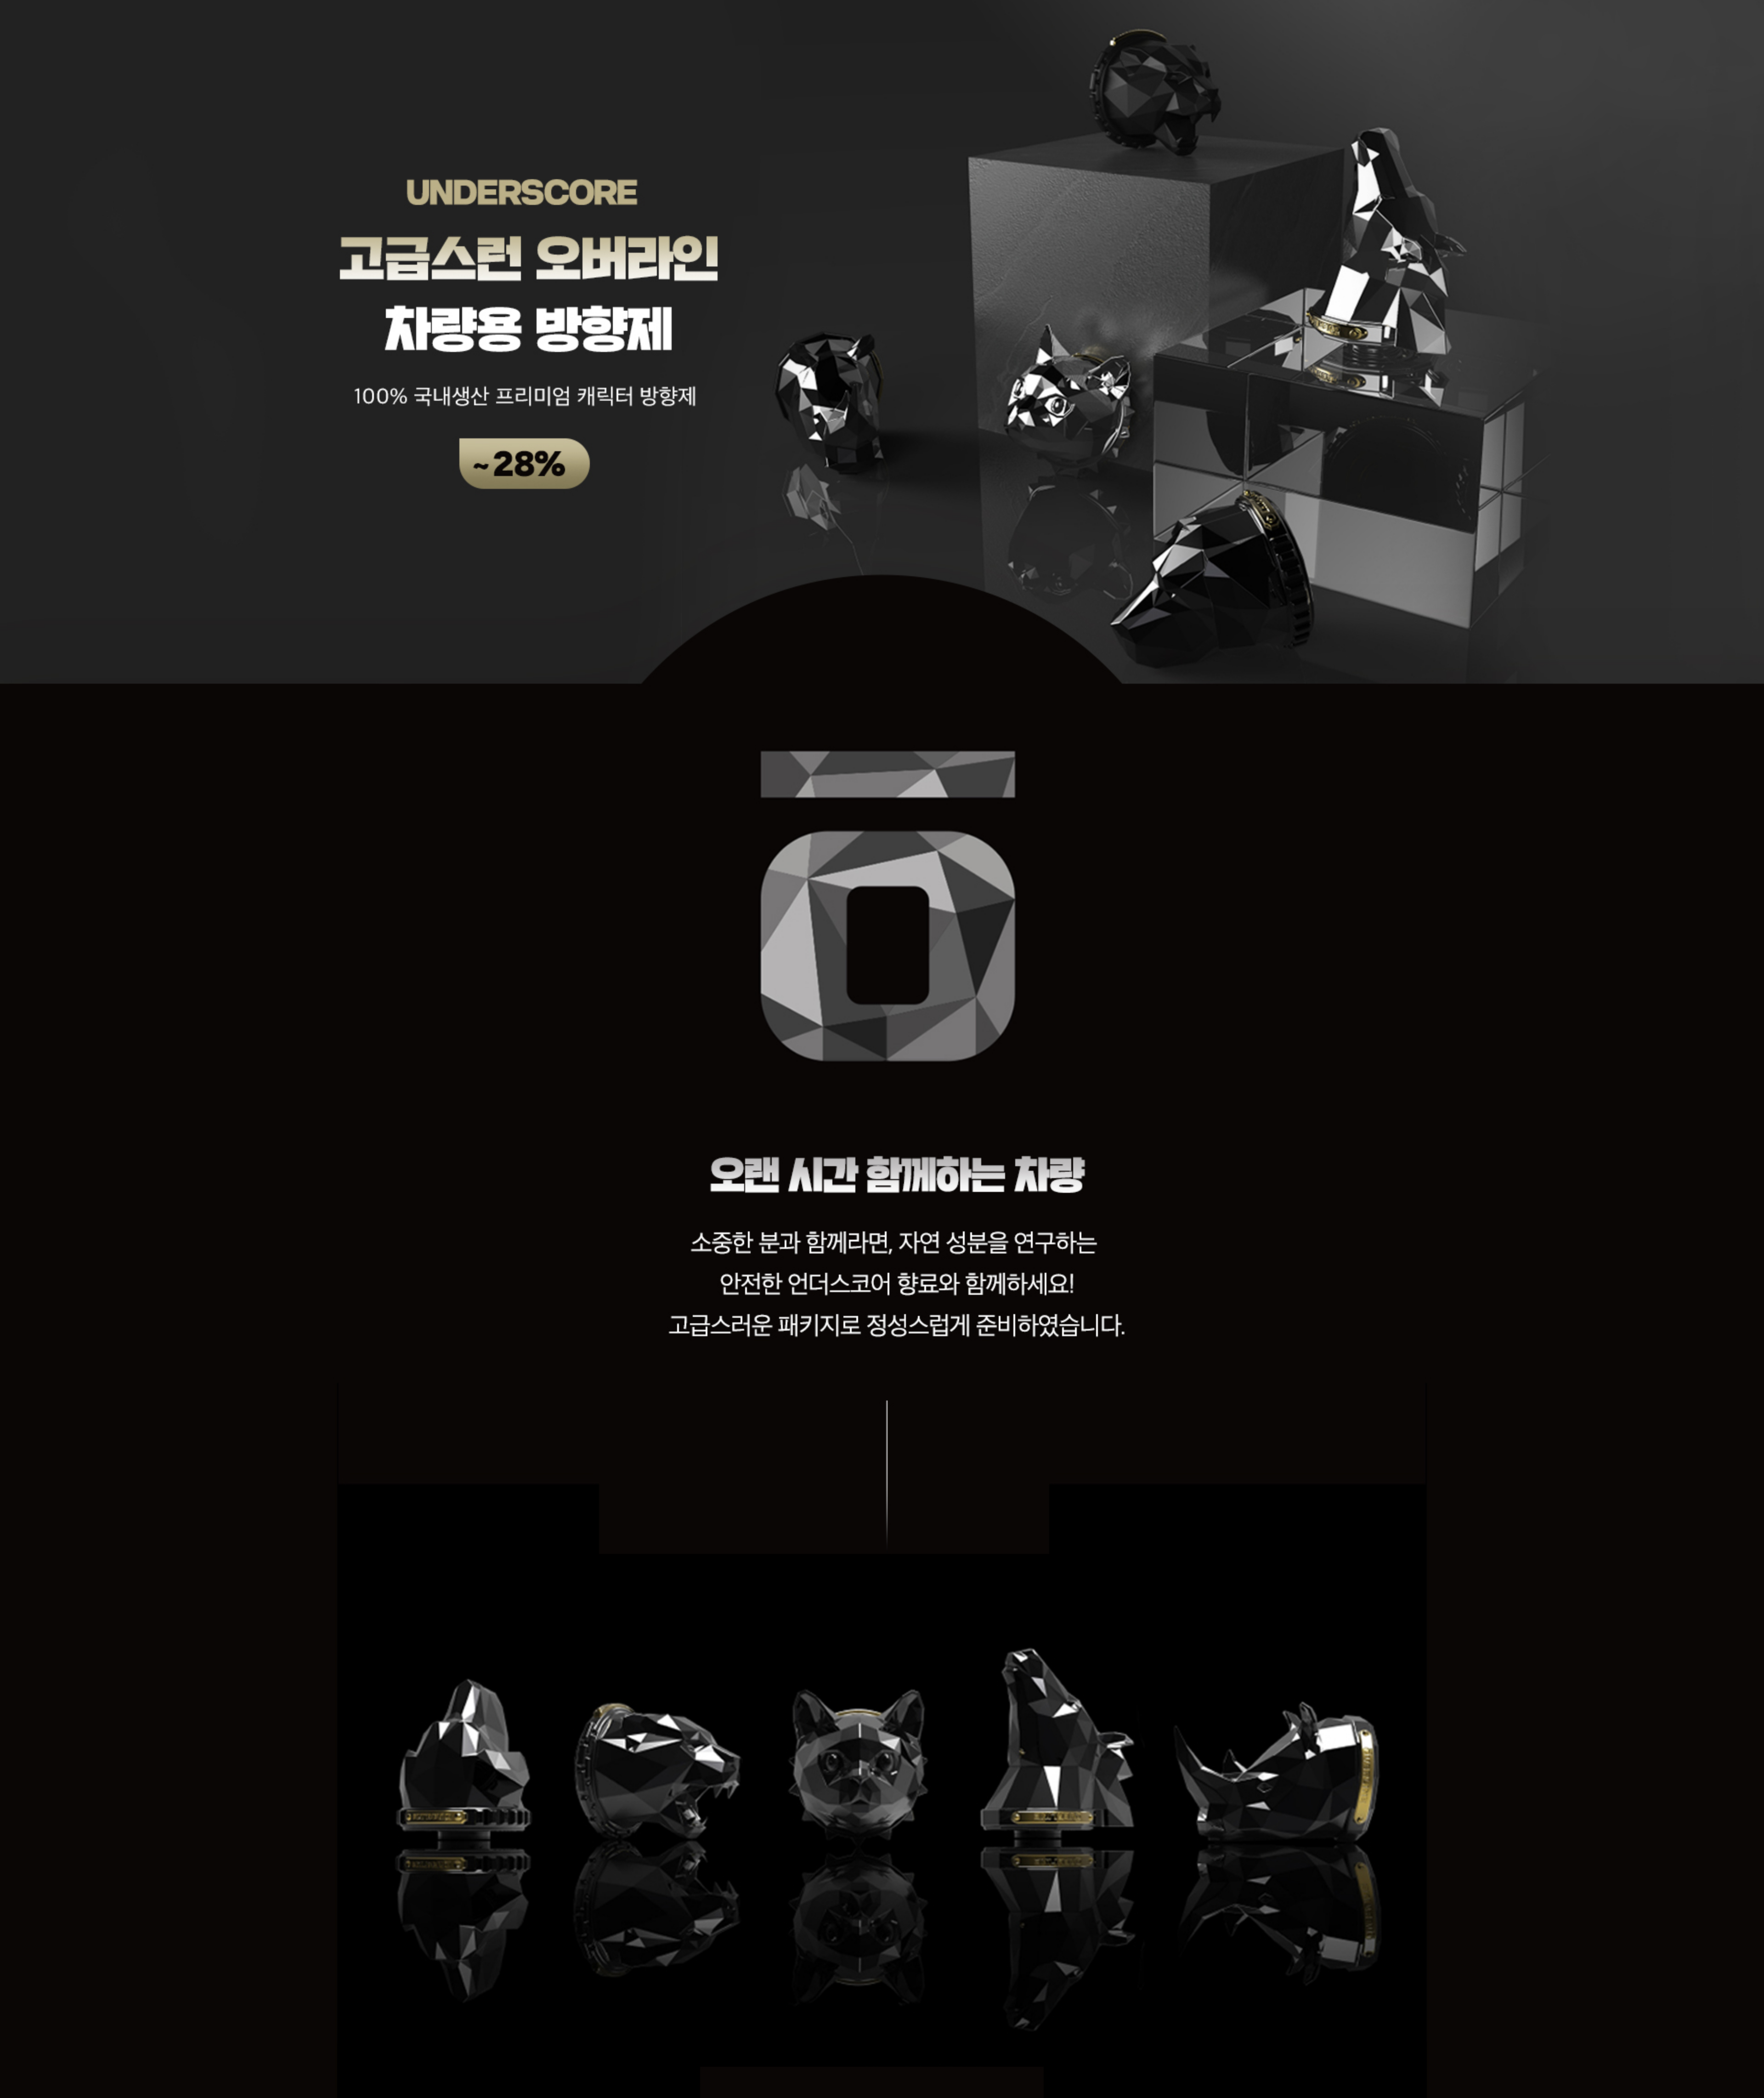 UNDERSCORE
고급스런 오버라인
차량용 방향제
100% 국내생산 프리미엄 캐릭터 방향제
~28%
ō
오랜 시간 함께하는 차량
소중한 분과 함께라면, 자연 성분을 연구하는
안전한 언더스코어 향료와 함께하세요!
고급스러운 패키지로 정성스럽게 준비하였습니다.